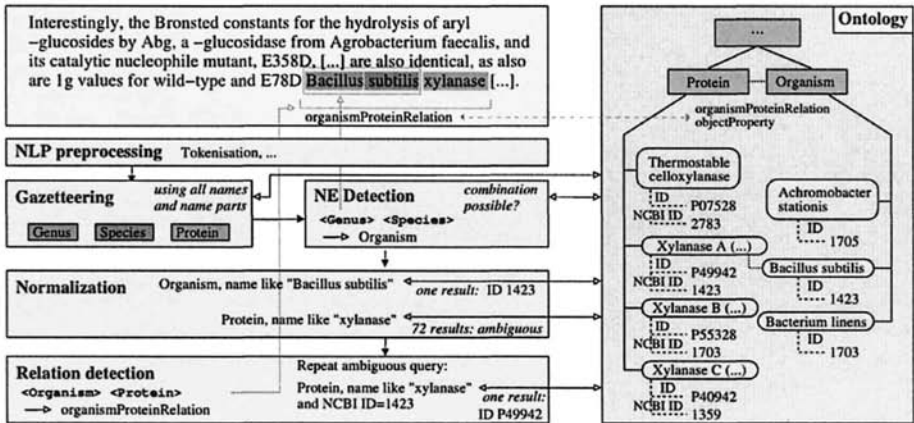 Interestingly, the Bronsted constants for the hydrolysis of aryl
–glucosides by Abg, a –glucosidase from Agrobacterium faecalis, and
its catalytic nucleophile mutant, E358D, [...] are also identical, as also
are 1g values for wild–type and E78D Bacillus subtilis xylanase [...].
organismProteinRelation
NLP preprocessing Tokenisation, ...
Gazetteering
using all names
and name parts
Genus Species Protein
NE Detection
combination
possible?
<Genus> <Species>
Organism
Normalization
Organism, name like "Bacillus subtilis"
one result: ID 1423
Protein, name like "xylanase"
72 results: ambiguous
Relation detection
<Organism> <Protein>
organismProteinRelation
Repeat ambiguous query:
Protein, name like "xylanase"
and NCBI ID=1423
one result:
ID P49942
Ontology
...
Protein
Organism
organismProteinRelation
objectProperty
Thermostable
celloxylanase
ID
P07528
NCBI ID
2783
Xylanase A (...)
ID
P49942
NCBI ID
1423
Xylanase B (...)
ID
P55328
NCBI ID
1703
Xylanase C (...)
ID
P40942
NCBI ID
1359
Achromobacter
stationis
ID
1705
Bacillus subtilis
ID
1423
Bacterium linens
ID
1703